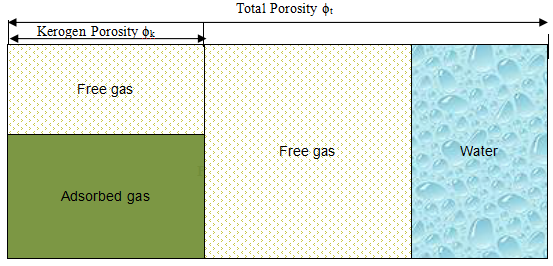 Total Porosity ϕt
Kerogen Porosity ϕk
Free gas
Free gas
Water
Adsorbed gas